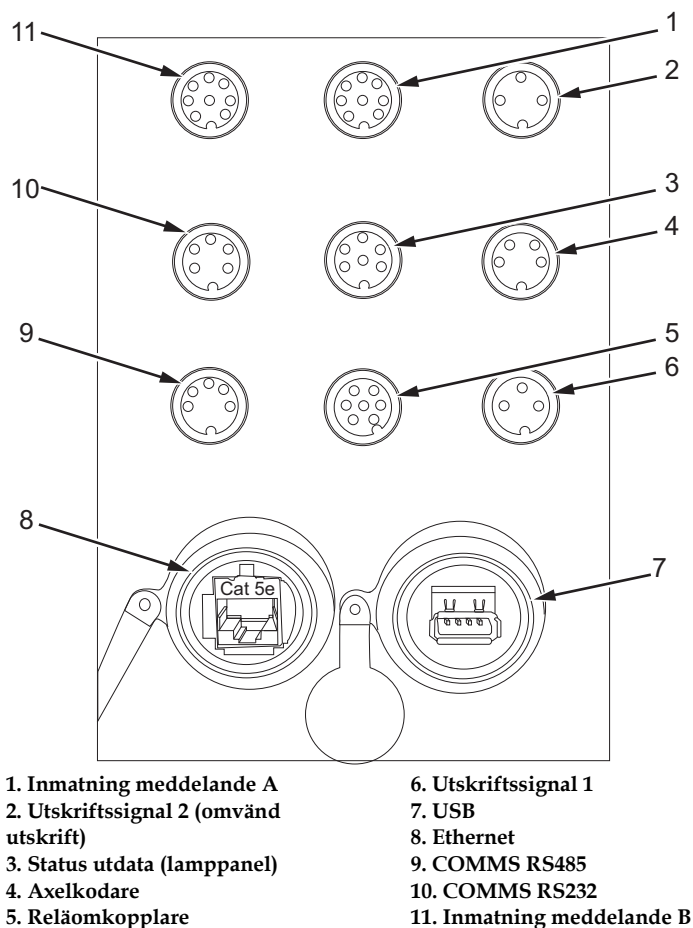 11
1
2
10
3
4
9
5
6
8
7
Cat 5e
1. Inmatning meddelande A
2. Utskriftssignal 2 (omvänd
utskrift)
3. Status utdata (lamppanel)
4. Axelkodare
5. Reläomkopplare
6. Utskriftssignal 1
7. USB
8. Ethernet
9. COMMS RS485
10. COMMS RS232
11. Inmatning meddelande B